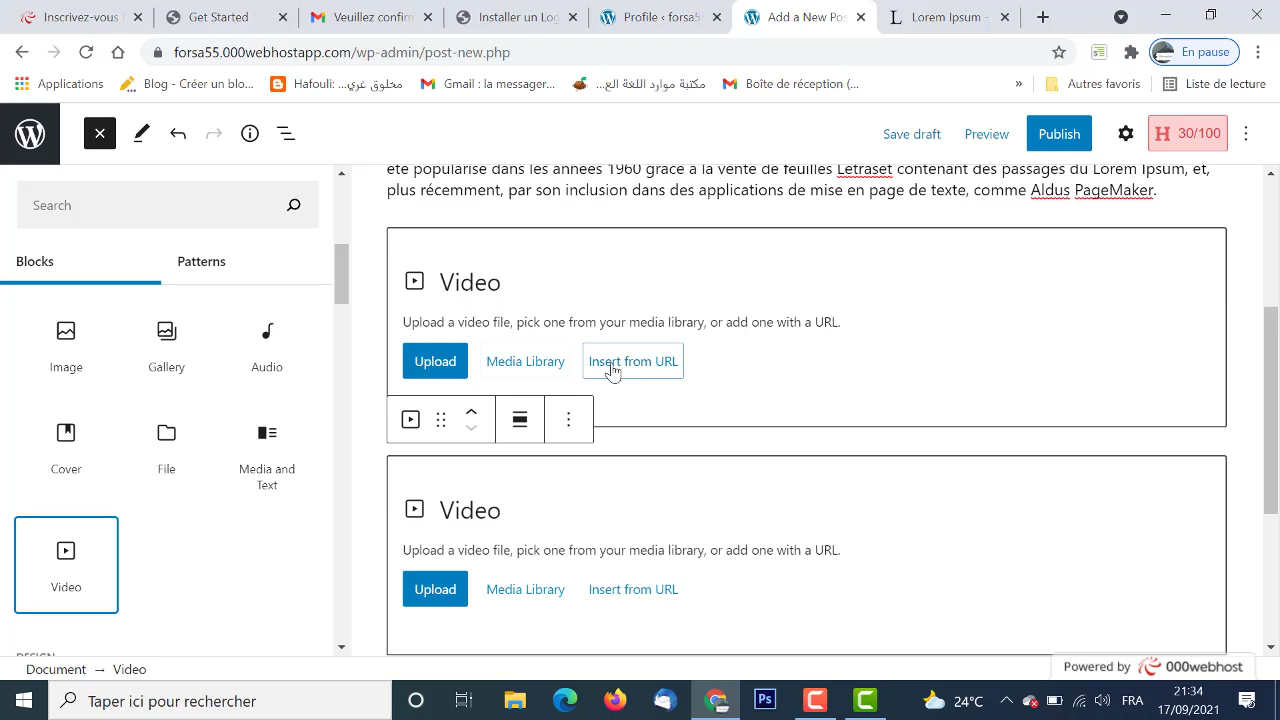 Inscrivez-vous
Get Started
Veuillez confirm
Installer un Log
Profile ‹ forsa55
Add a New Pos
Lorem Ipsum -
forsa55.000webhostapp.com/wp-admin/post-new.php
En pause
Applications
Blog - Créer un blo...
Hafouli: مخلوق غري...
Gmail : la messager...
مكتبة موارد اللغة الع...
Boîte de réception (...
»
Autres favoris
Liste de lecture
Save draft
Preview
Publish
H 30/100
été popularisé dans les années 1960 grâce à la vente de feuilles Letraset contenant des passages du Lorem Ipsum, et,
plus récemment, par son inclusion dans des applications de mise en page de texte, comme Aldus PageMaker.
Search
Blocks
Patterns
Image
Gallery
Audio
Cover
File
Media and
Text
Video
DESIGN
Video
Upload a video file, pick one from your media library, or add one with a URL.
Upload
Media Library
Insert from URL
Video
Upload a video file, pick one from your media library, or add one with a URL.
Upload
Media Library
Insert from URL
Document → Video
Powered by 000webhost
Taper ici pour rechercher
Ps
24°C
FRA
21:34
17/09/2021